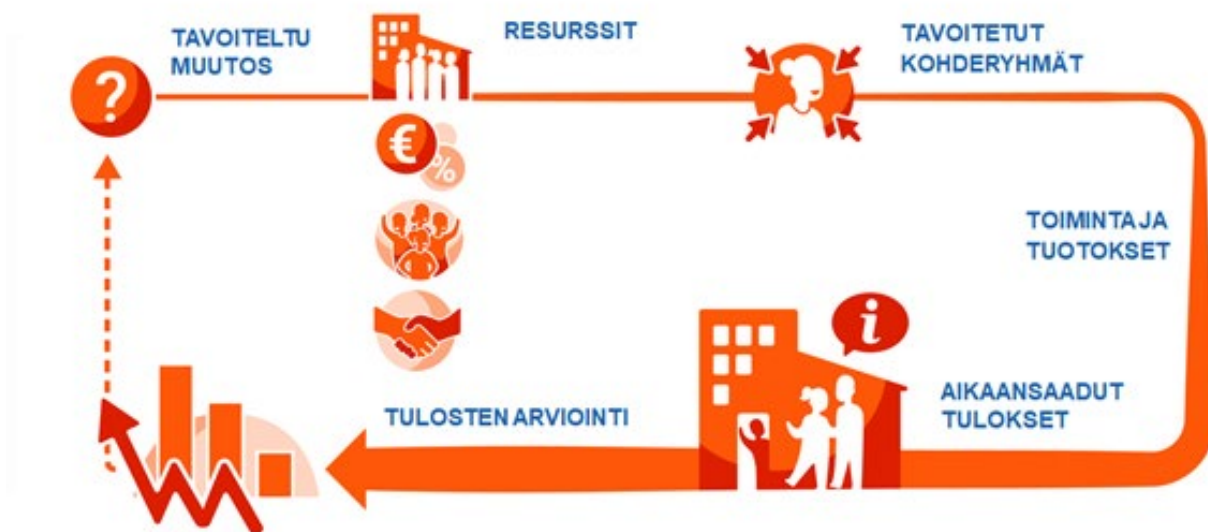 TAVOITELTU
MUUTOS
RESURSSIT
TAVOITETUT
KOHDERYHMÄT
?
€
%
TOIMINTA JA
TUOTOKSET
i
AIKAANSAADUT
TULOKSET
TULOSTEN ARVIOINTI